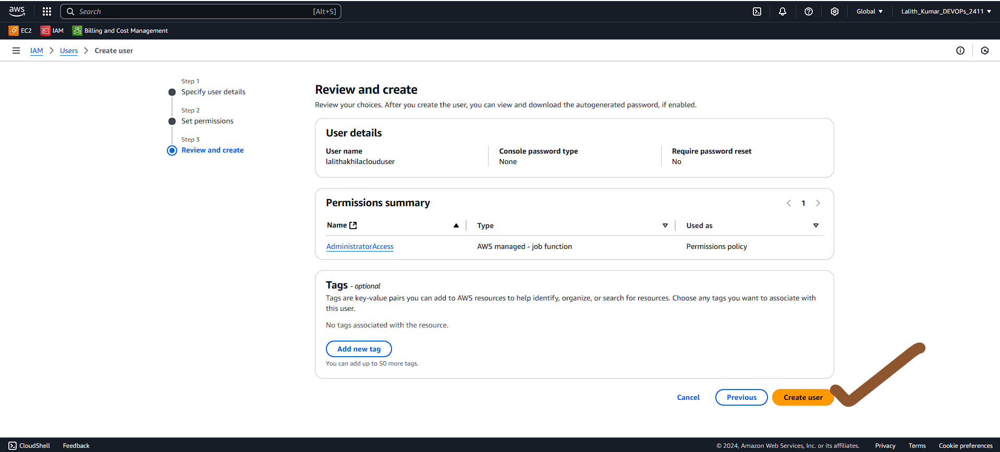 aws
Search [Alt+S]
Global
Lalith_Kumar_DEVOPs_2411
EC2
IAM
Billing and Cost Management
IAM
Users
Create user
Step 1
Specify user details
Step 2
Set permissions
Step 3
Review and create
Review and create
Review your choices. After you create the user, you can view and download the autogenerated password, if enabled.
User details
User name
lalithakhilaclouduser
Console password type
None
Require password reset
No
Permissions summary
1
Name
Type
Used as
AdministratorAccess
AWS managed - job function
Permissions policy
Tags - optional
Tags are key-value pairs you can add to AWS resources to help identify, organize, or search for resources. Choose any tags you want to associate with
this user.
No tags associated with the resource.
Add new tag
You can add up to 50 more tags.
Cancel
Previous
Create user
CloudShell
Feedback
© 2024, Amazon Web Services, Inc. or its affiliates.
Privacy
Terms
Cookie preferences